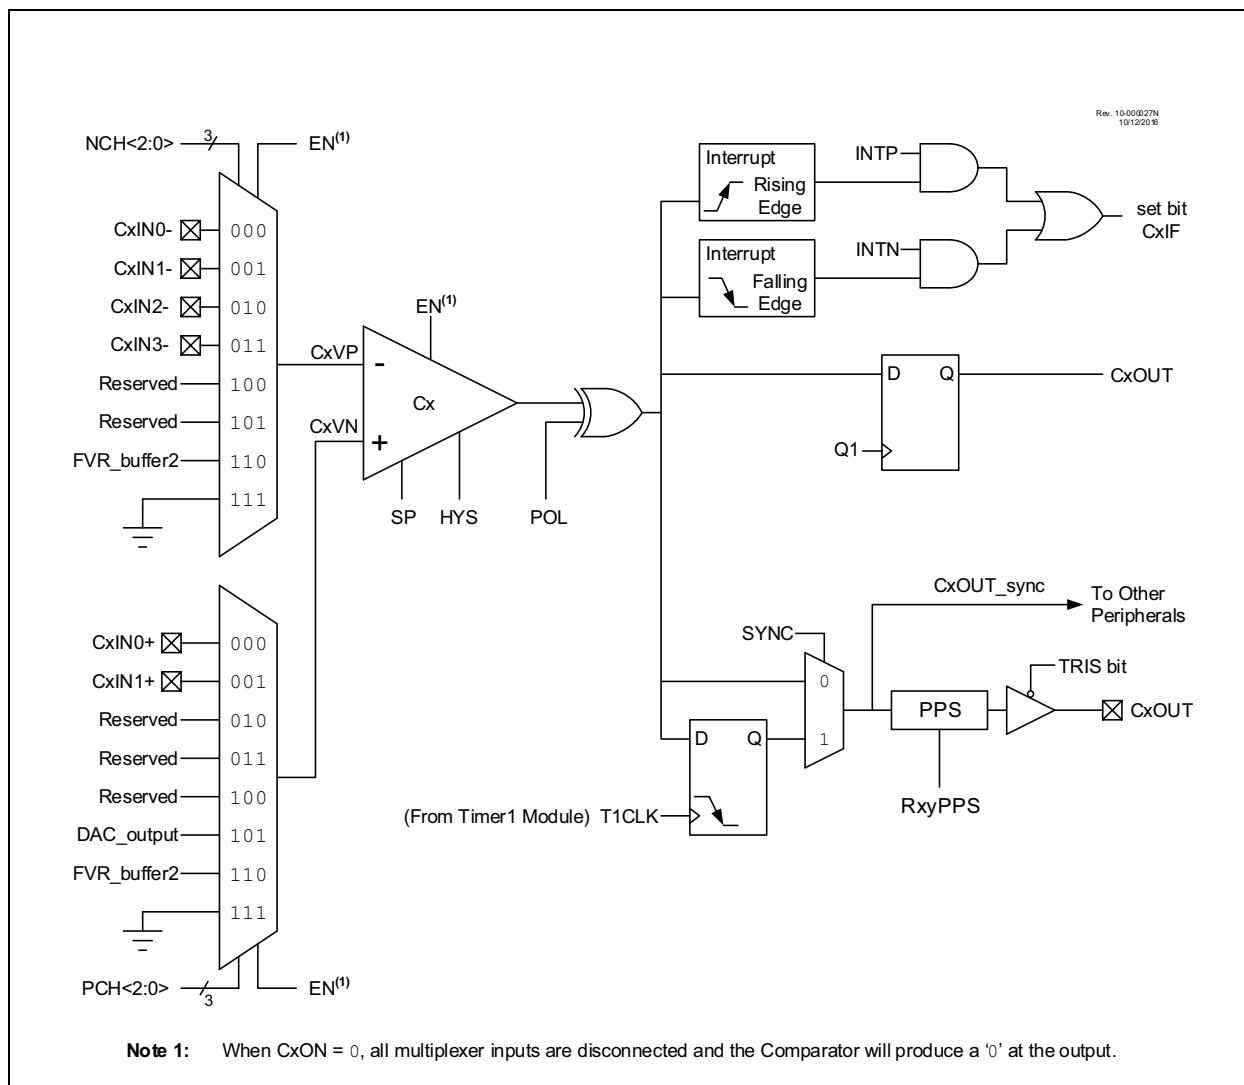 Rev. 10-000027N
10/12/2016
NCH<2:0>
3
EN(1)
CxIN0-
000
CxIN1-
001
CxIN2-
010
CxIN3-
011
Reserved
100
Reserved
101
FVR_buffer2
110
111
CxVP
CxVN
EN(1)
-
Cx
+
SP
HYS
POL
Interrupt
Rising
Edge
INTP
Interrupt
Falling
Edge
INTN
set bit
CxIF
D
Q
CxOUT
Q1
CxIN0+
000
CxIN1+
001
Reserved
010
Reserved
011
Reserved
100
DAC_output
101
FVR_buffer2
110
111
PCH<2:0>
3
EN(1)
CxOUT_sync
To Other
Peripherals
SYNC
0
1
TRIS bit
PPS
CxOUT
RxyPPS
D
Q
(From Timer1 Module) T1CLK
Note 1: When CxON = 0, all multiplexer inputs are disconnected and the Comparator will produce a ‘0’ at the output.